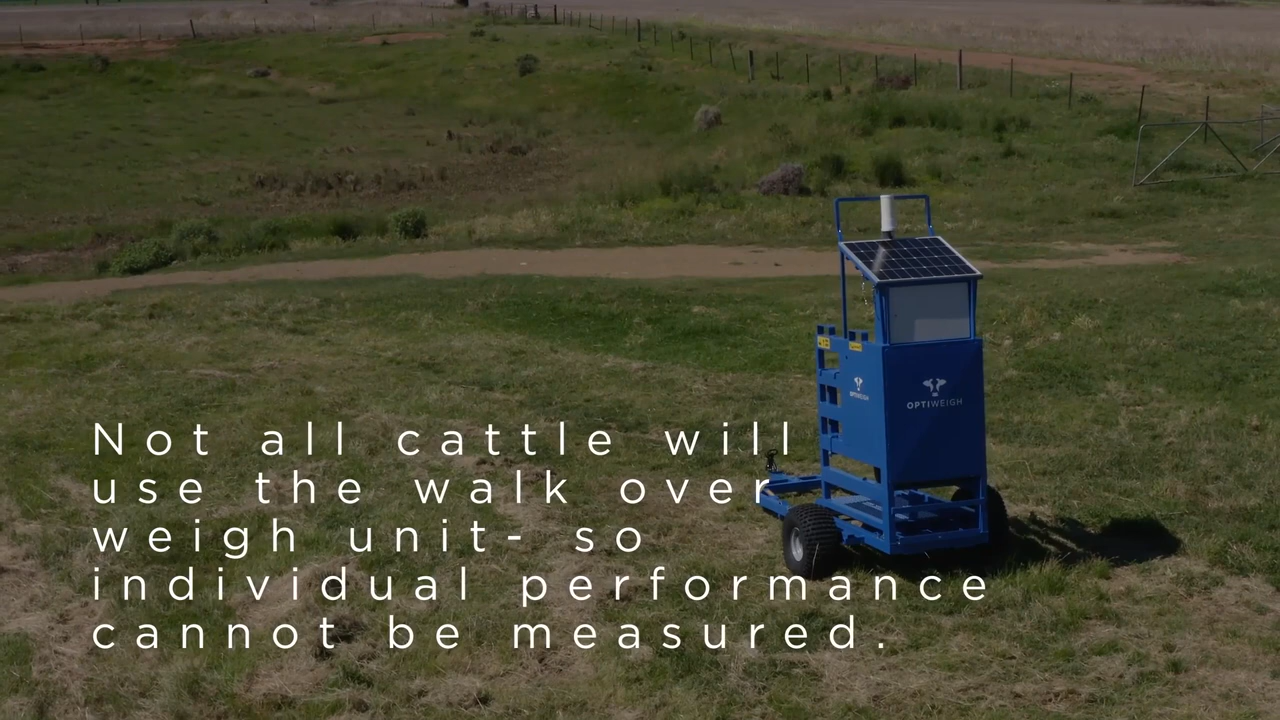 OPTIWEIGH
OPTIWEIGH
Not all cattle will
use the walk over
weigh unit- so
individual performance
cannot be measured.